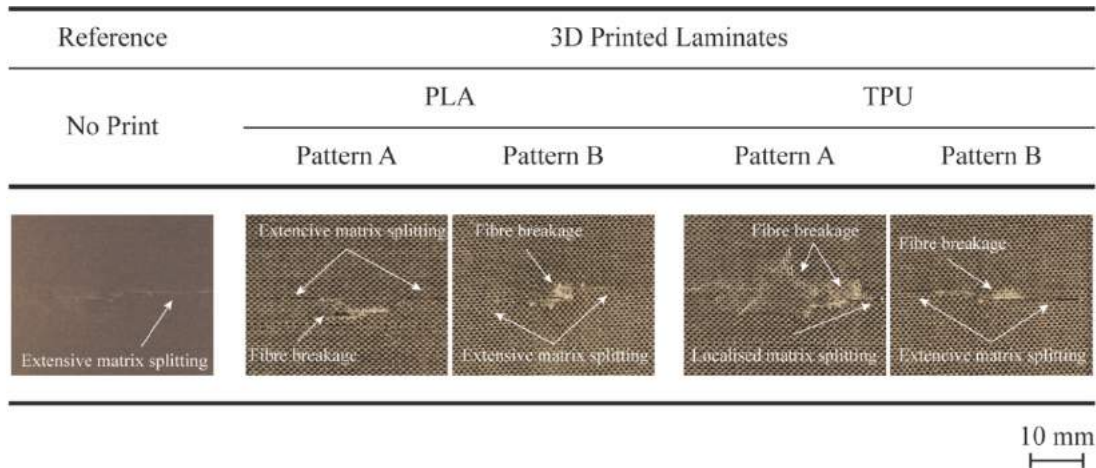 Reference
3D Printed Laminates
No Print
PLA
TPU
Pattern A
Pattern B
Pattern A
Pattern B
Extensive matrix splitting
Extencive matrix splitting
Fibre breakage
Fibre breakage
Extensive matrix splitting
Fibre breakage
Localised matrix splitting
Fibre breakage
Extencive matrix splitting
10 mm